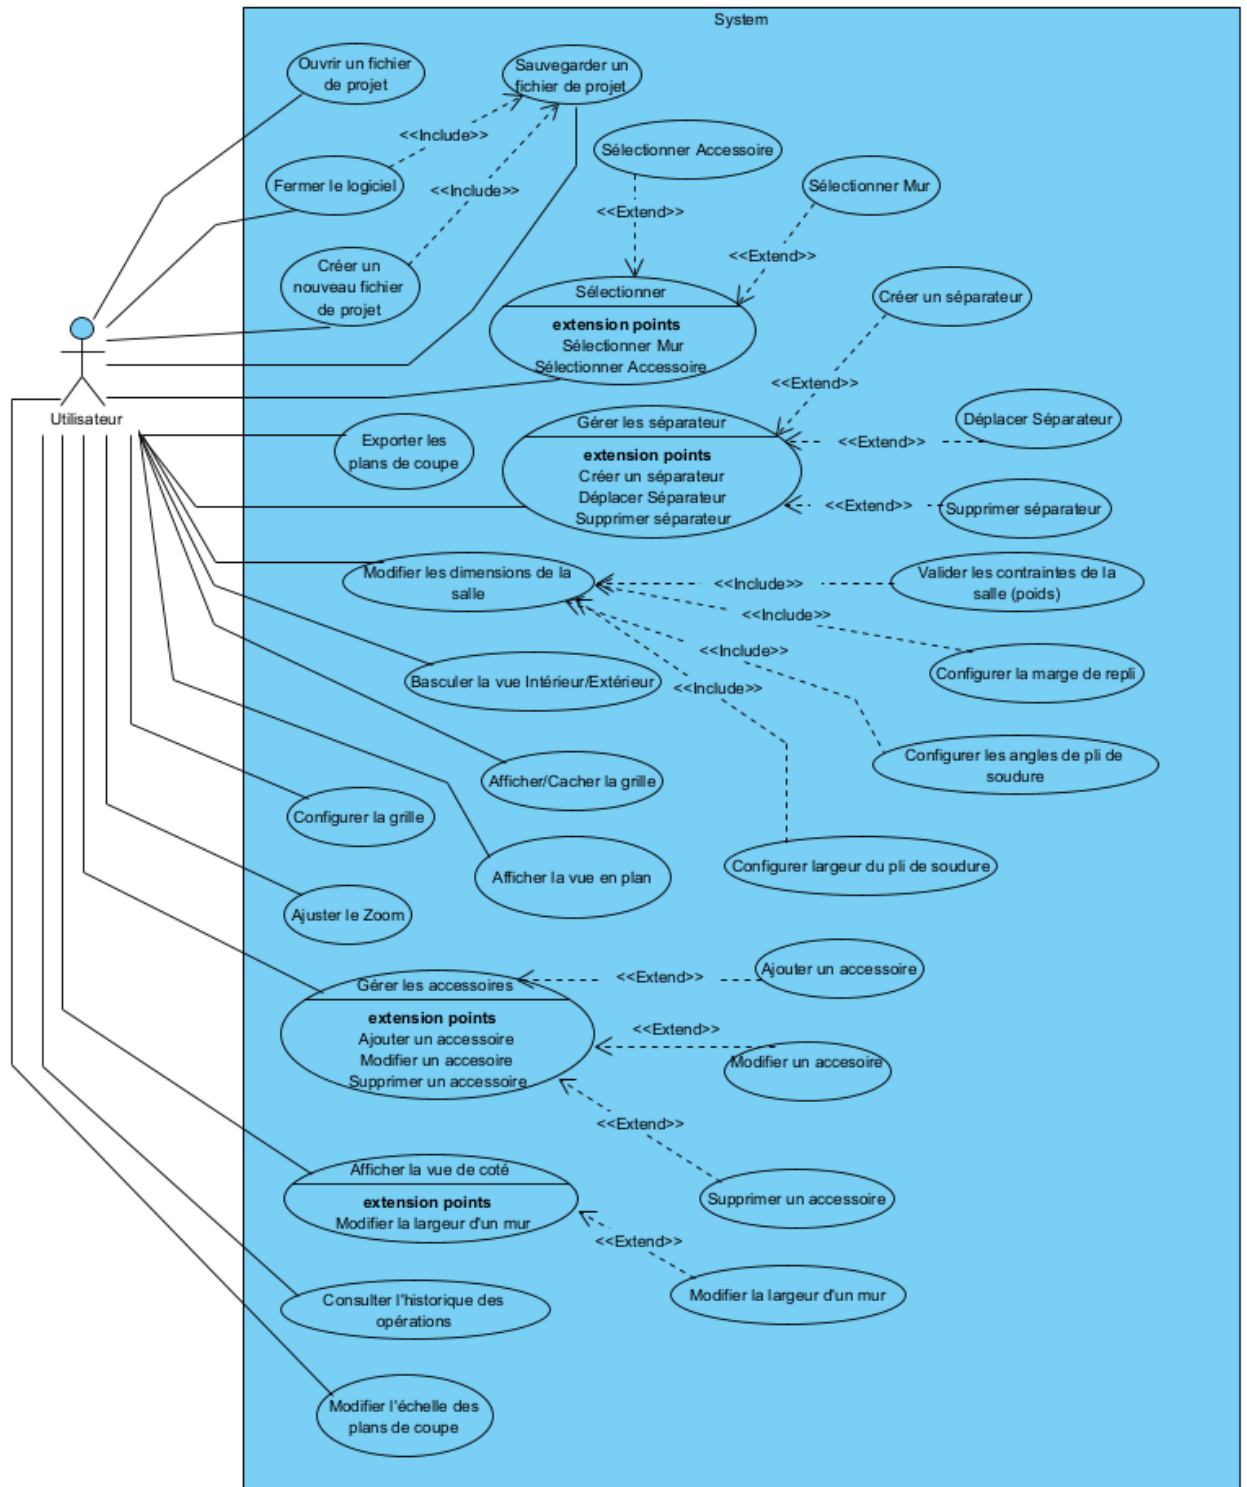 System
Ouvrir un fichier
de projet
Sauvegarder un
fichier de projet
<<Include>>
Sélectionner Accessoire
Fermer le logiciel
<<Include>>
Sélectionner Mur
<<Extend>>
<<Extend>>
Créer un
nouveau fichier
de projet
Sélectionner
extension points
Sélectionner Mur
Sélectionner Accessoire
Créer un séparateur
<<Extend>>
Utilisateur
Exporter les
plans de coupe
Gérer les séparateur
extension points
Créer un séparateur
Déplacer Séparateur
Supprimer séparateur
Déplacer Séparateur
<<Extend>>
<<Extend>>
Supprimer séparateur
Modifier les dimensions de la
salle
<<Include>>
Valider les contraintes de la
salle (poids)
<<Include>>
<<Include>>
Configurer la marge de repli
Basculer la vue Intérieur/Extérieur
<<Include>>
Configurer les angles de pli de
soudure
Afficher/Cacher la grille
Configurer la grille
Afficher la vue en plan
Configurer largeur du pli de soudure
Ajuster le Zoom
Gérer les accessoires
extension points
Ajouter un accessoire
Modifier un accesoire
Supprimer un accessoire
<<Extend>>
Ajouter un accessoire
<<Extend>>
Modifier un accesoire
<<Extend>>
Supprimer un accessoire
Afficher la vue de coté
extension points
Modifier la largeur d'un mur
<<Extend>>
Modifier la largeur d'un mur
Consulter l'historique des
opérations
Modifier l'échelle des
plans de coupe